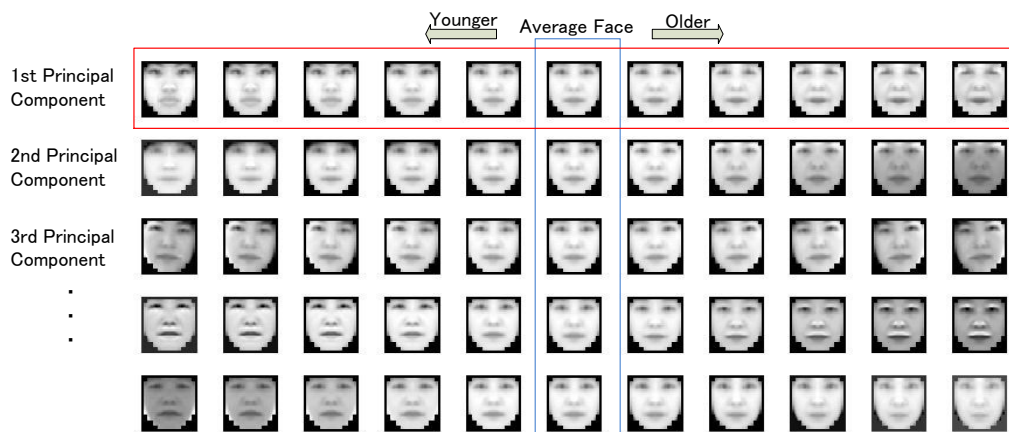 Younger
Average Face
Older
1st Principal
Component
2nd Principal
Component
3rd Principal
Component